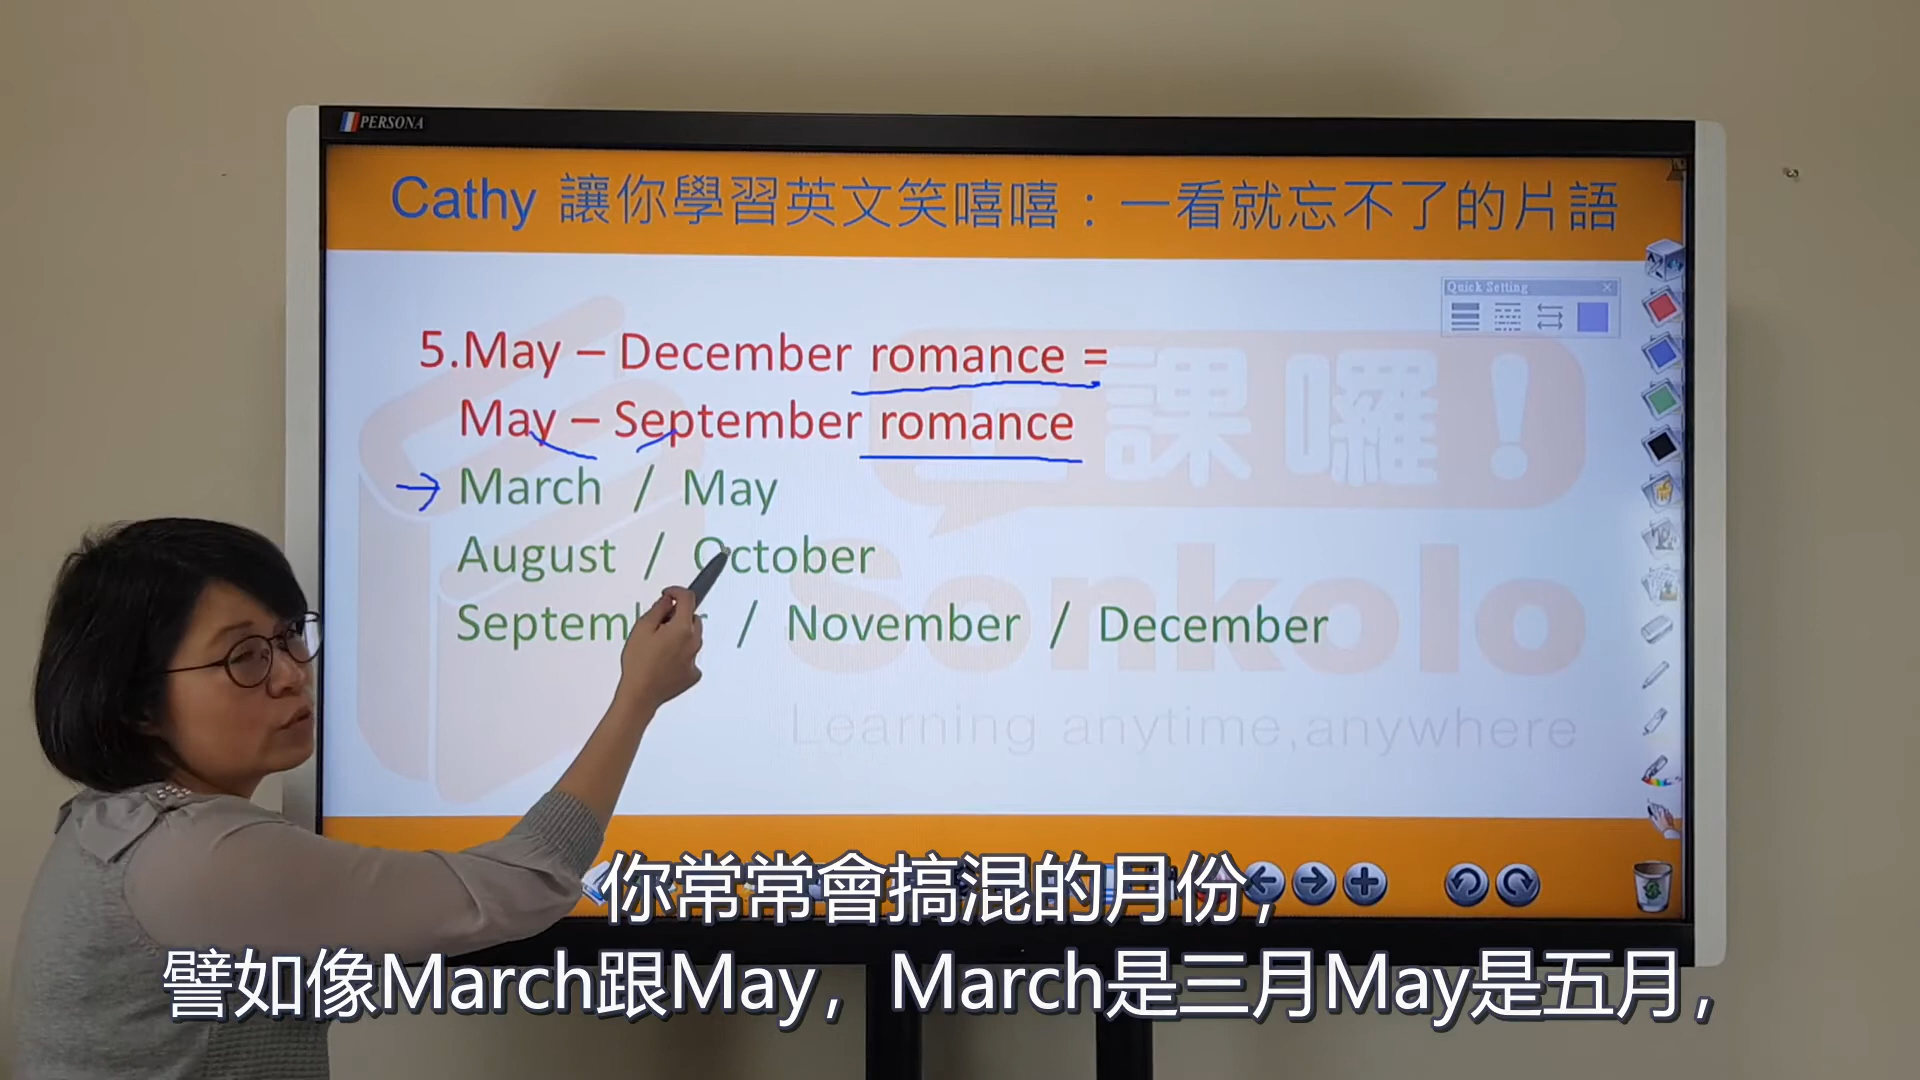 PERSONA
Cathy 讓你學習英文笑嘻嘻：一看就忘不了的片語
Quick Setting
5.May – December romance =
May – September romance
→ March / May
August / October
September / November / December
上課囉！
Sonkolo
Learning anytime,anywhere
你常常會搞混的月份，
譬如像March跟May，March是三月May是五月，